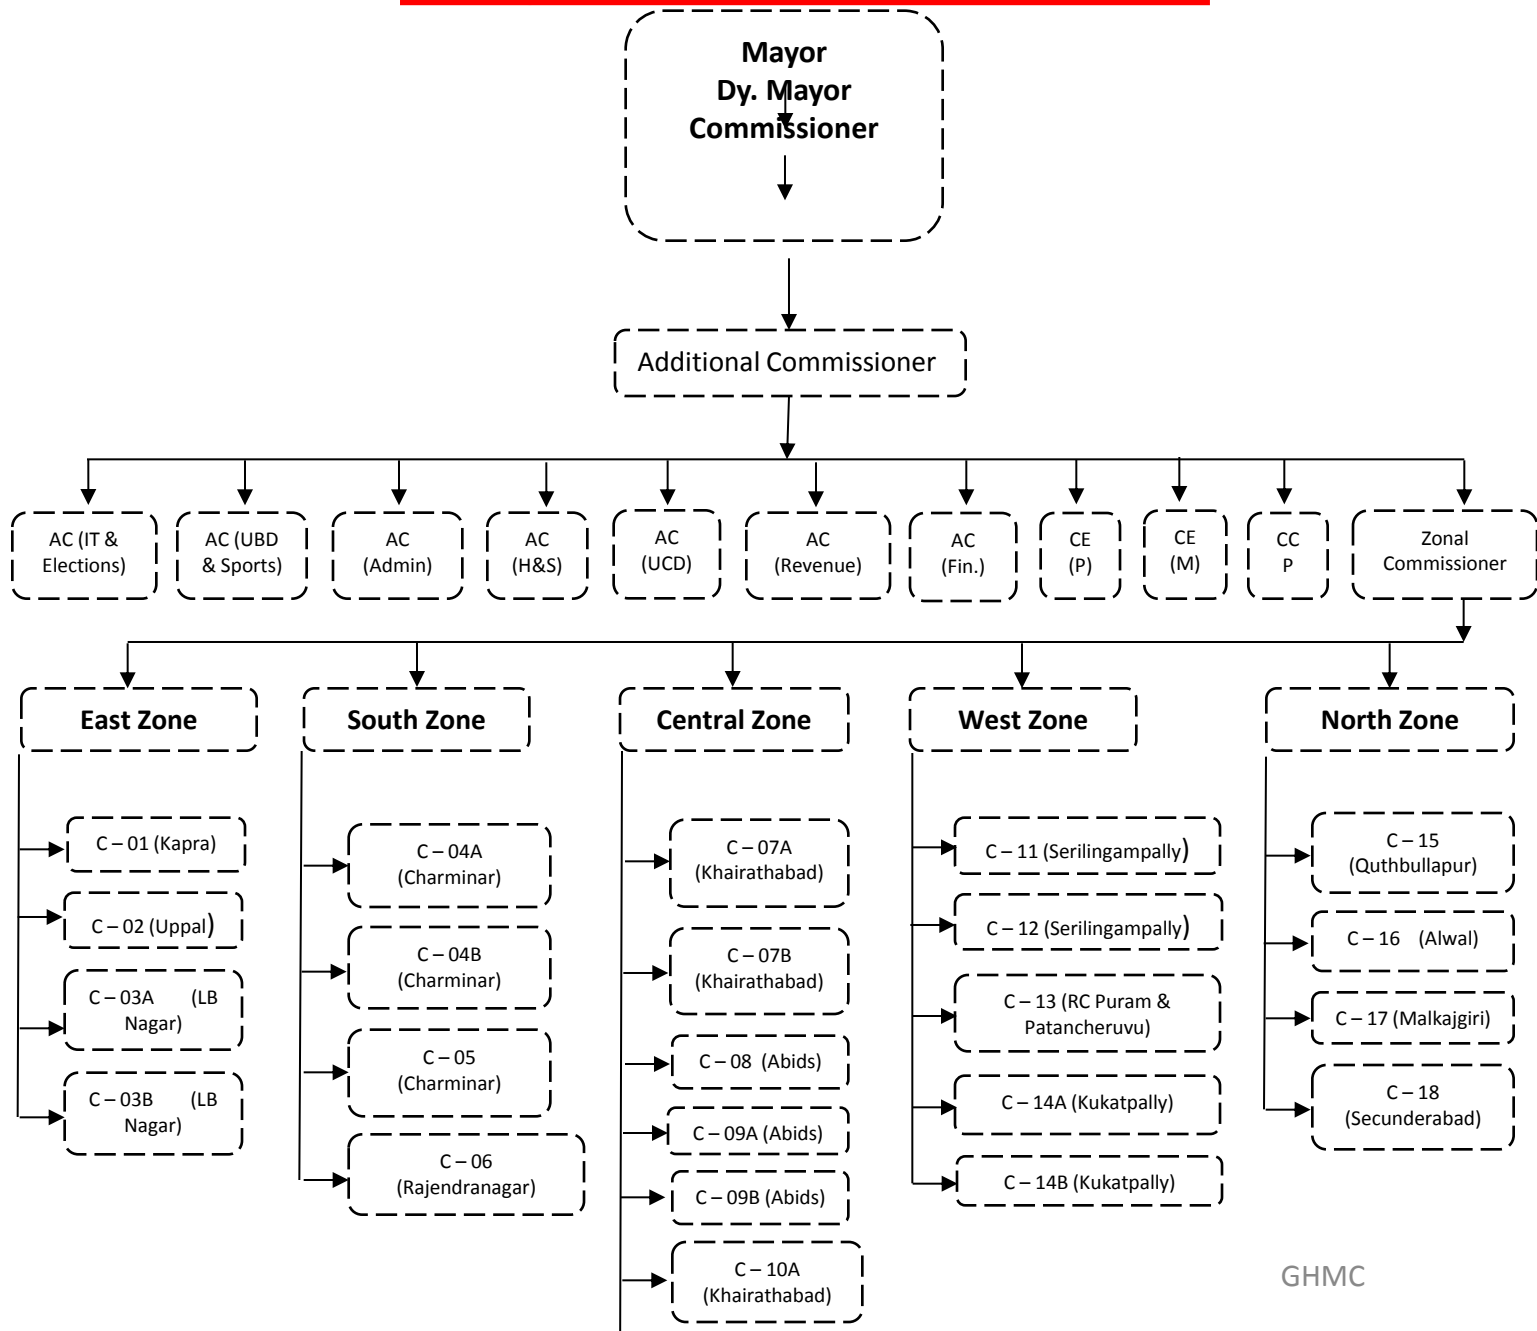 Mayor
Dy. Mayor
Commissioner
Additional Commissioner
AC (IT &
Elections)
AC (UBD
& Sports)
AC
(Admin)
AC
(H&S)
AC
(UCD)
AC
(Revenue)
AC
(Fin.)
CE
(P)
CE
(M)
CC
P
Zonal
Commissioner
East Zone
South Zone
Central Zone
West Zone
North Zone
C – 01 (Kapra)
C – 02 (Uppal)
C – 03A (LB
Nagar)
C – 03B (LB
Nagar)
C – 04A
(Charminar)
C – 04B
(Charminar)
C – 05
(Charminar)
C – 06
(Rajendranagar)
C – 07A
(Khairathabad)
C – 07B
(Khairathabad)
C – 08 (Abids)
C – 09A (Abids)
C – 09B (Abids)
C – 10A
(Khairathabad)
C – 11 (Serilingampally)
C – 12 (Serilingampally)
C – 13 (RC Puram &
Patancheruvu)
C – 14A (Kukatpally)
C – 14B (Kukatpally)
C – 15
(Quthbullapur)
C – 16 (Alwal)
C – 17 (Malkajgiri)
C – 18
(Secunderabad)
GHMC